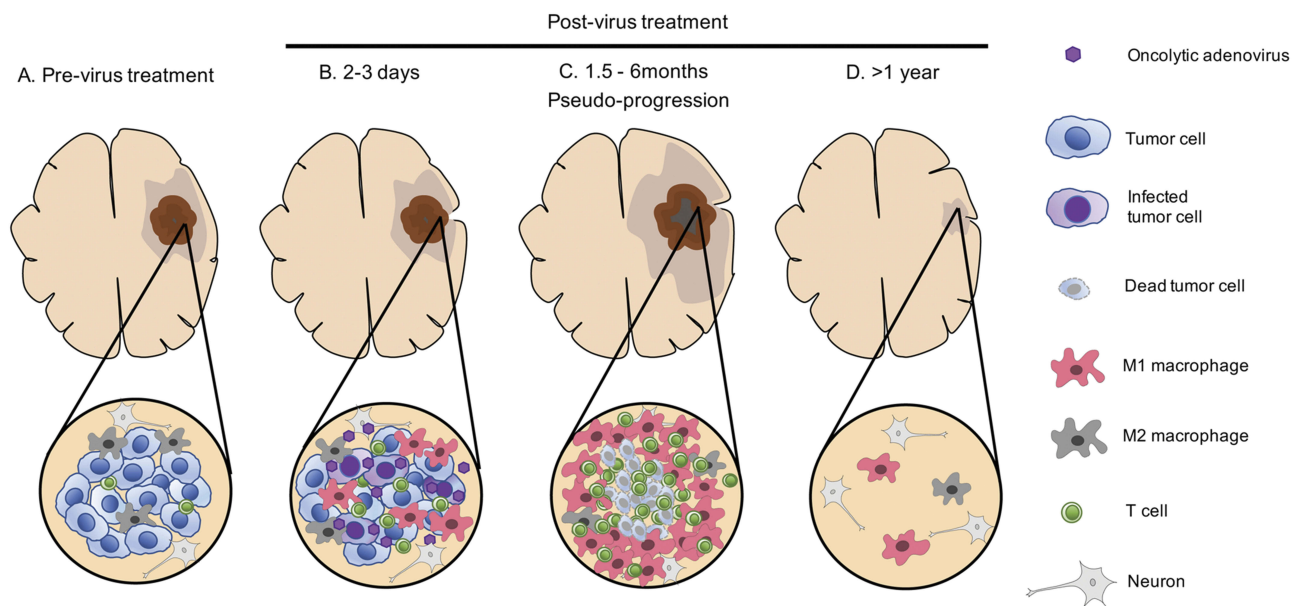 Post-virus treatment
A. Pre-virus treatment
B. 2-3 days
C. 1.5 - 6months
Pseudo-progression
D. >1 year
Oncolytic adenovirus
Tumor cell
Infected
tumor cell
Dead tumor cell
M1 macrophage
M2 macrophage
T cell
Neuron